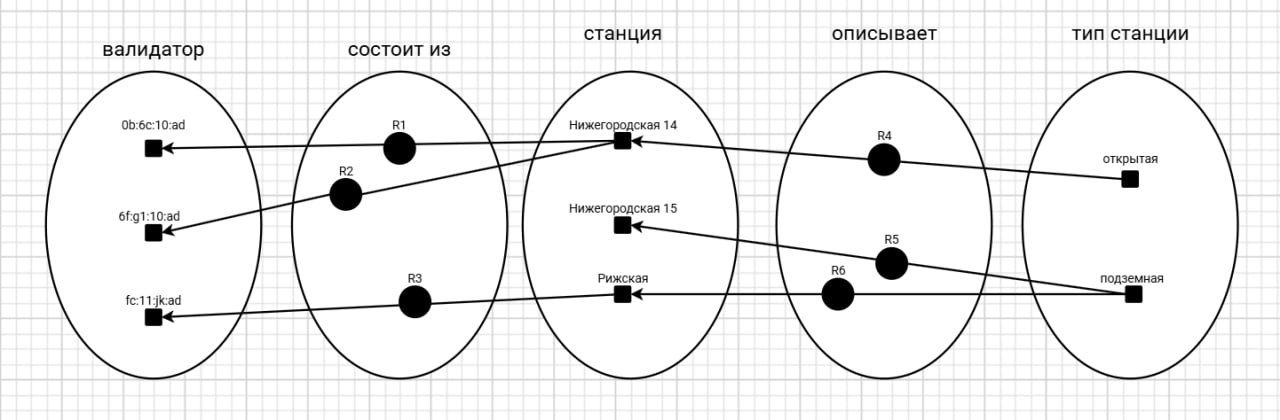 валидатор
состоит из
станция
описывает
тип станции
0b:6c:10:ad
6f:g1:10:ad
fc:11:jk:ad
R1
R2
R3
Нижегородская 14
Нижегородская 15
Рижская
R4
R5
R6
открытая
подземная